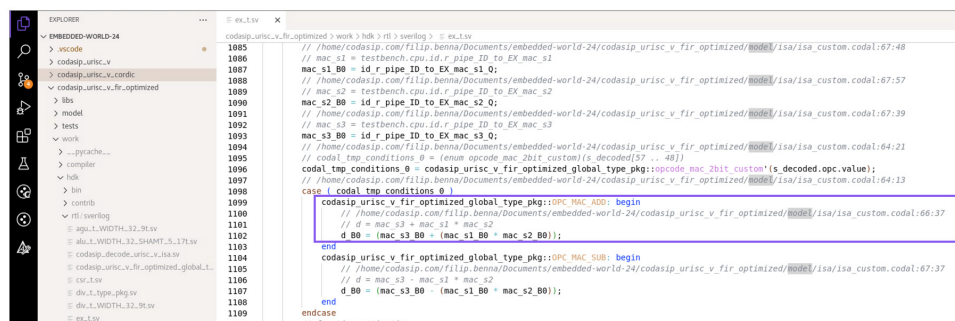 EXPLORER
...
ex_t.sv
EMBEDDED-WORLD-24
codasip_urisc_v_fir_optimized > work > hdk > rtl > sverilog > ex_t.sv
.vscode
codasip_urisc_v
codasip_urisc_v_cordic
codasip_urisc_v_fir_optimized
libs
model
tests
work
__pycache__
compiler
hdk
bin
contrib
rtl/sverilog
agu_t_WIDTH_32_9t.sv
alu_t_WIDTH_32_SHAMT_5_17t.sv
codasip_decode_urisc_v_isa.sv
codasip_urisc_v_fir_optimized_global_t...
csr_t.sv
div_t_type_pkg.sv
div_t_WIDTH_32_9t.sv
ex_t.sv
1085 // /home/codasip.com/filip.benna/Documents/embedded-world-24/codasip_urisc_v_fir_optimized/model/isa/isa_custom.codal:67:48
1086 // mac_s1 = testbench.cpu.id.r_pipe_ID_to_EX_mac_s1
1087 mac_s1_B0 = id_r_pipe_ID_to_EX_mac_s1_Q;
1088 // /home/codasip.com/filip.benna/Documents/embedded-world-24/codasip_urisc_v_fir_optimized/model/isa/isa_custom.codal:67:57
1089 // mac_s2 = testbench.cpu.id.r_pipe_ID_to_EX_mac_s2
1090 mac_s2_B0 = id_r_pipe_ID_to_EX_mac_s2_Q;
1091 // /home/codasip.com/filip.benna/Documents/embedded-world-24/codasip_urisc_v_fir_optimized/model/isa/isa_custom.codal:67:39
1092 // mac_s3 = testbench.cpu.id.r_pipe_ID_to_EX_mac_s3
1093 mac_s3_B0 = id_r_pipe_ID_to_EX_mac_s3_Q;
1094 // /home/codasip.com/filip.benna/Documents/embedded-world-24/codasip_urisc_v_fir_optimized/model/isa/isa_custom.codal:64:21
1095 // codal_tmp_conditions_0 = (enum opcode_mac_2bit_custom)(s_decoded[57 .. 48])
1096 codal_tmp_conditions_0 = codasip_urisc_v_fir_optimized_global_type_pkg::opcode_mac_2bit_custom'(s_decoded.opc.value);
1097 // /home/codasip.com/filip.benna/Documents/embedded-world-24/codasip_urisc_v_fir_optimized/model/isa/isa_custom.codal:64:13
1098 case ( codal_tmp_conditions_0 )
1099 codasip_urisc_v_fir_optimized_global_type_pkg::OPC_MAC_ADD: begin
1100 // /home/codasip.com/filip.benna/Documents/embedded-world-24/codasip_urisc_v_fir_optimized/model/isa/isa_custom.codal:66:37
1101 // d = mac_s3 + mac_s1 * mac_s2
1102 d_B0 = (mac_s3_B0 + (mac_s1_B0 * mac_s2_B0));
1103 end
1104 codasip_urisc_v_fir_optimized_global_type_pkg::OPC_MAC_SUB: begin
1105 // /home/codasip.com/filip.benna/Documents/embedded-world-24/codasip_urisc_v_fir_optimized/model/isa/isa_custom.codal:67:37
1106 // d = mac_s3 - mac_s1 * mac_s2
1107 d_B0 = (mac_s3_B0 - (mac_s1_B0 * mac_s2_B0));
1108 end
1109 endcase